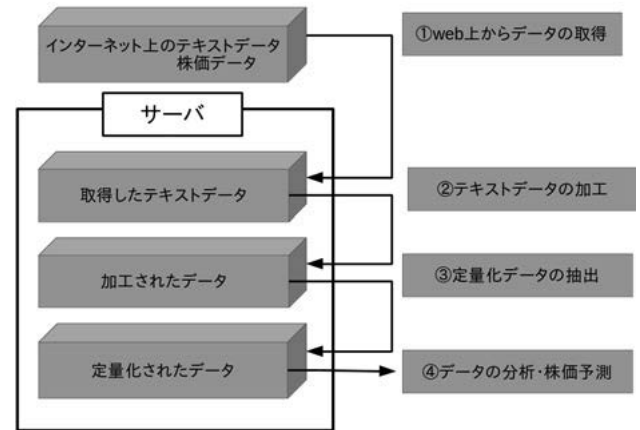 インターネット上のテキストデータ
株価データ
①web上からデータの取得
サーバ
取得したテキストデータ
②テキストデータの加工
加工されたデータ
③定量化データの抽出
定量化されたデータ
④データの分析・株価予測